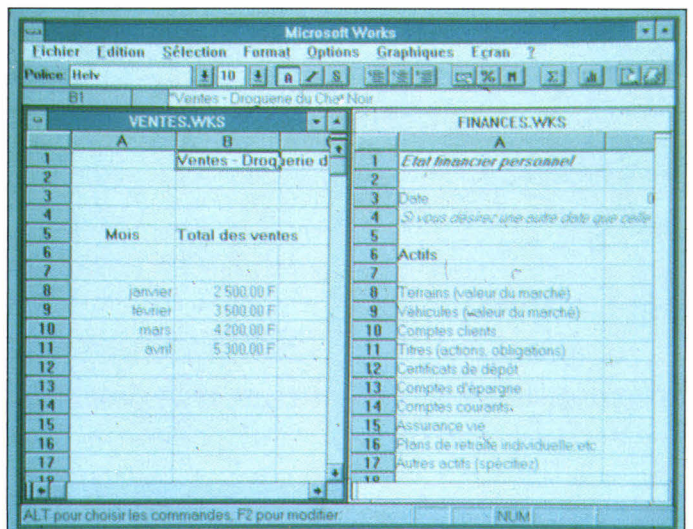 Microsoft Works
Fichier Edition Sélection Format Options Graphiques Ecran ?
Police: Helv 10 G I S % Σ
B1 "Ventes - Droguerie du Chat Noir
VENTES.WKS
A B C
1 Ventes - Droguerie d
2
3
4
5 Mois Total des ventes
6
7
8 janvier 2 500.00 F
9 février 3 500.00 F
10 mars 4 200.00 F
11 avril 5 300.00 F
12
13
14
15
16
17
18
FINANCES.WKS
A
1 Etat financier personnel
2
3 Date 0
4 Si vous désirez une autre date que celle
5
6 Actifs
7
8 Terrains (valeur du marché)
9 Véhicules (valeur du marché)
10 Comptes clients
11 Titres (actions, obligations)
12 Certificats de dépôt
13 Comptes d'épargne
14 Comptes courants
15 Assurance vie
16 Plans de retraite individuelle etc
17 Autres actifs (spécifiez)
18
ALT pour choisir les commandes, F2 pour modifier. NUM